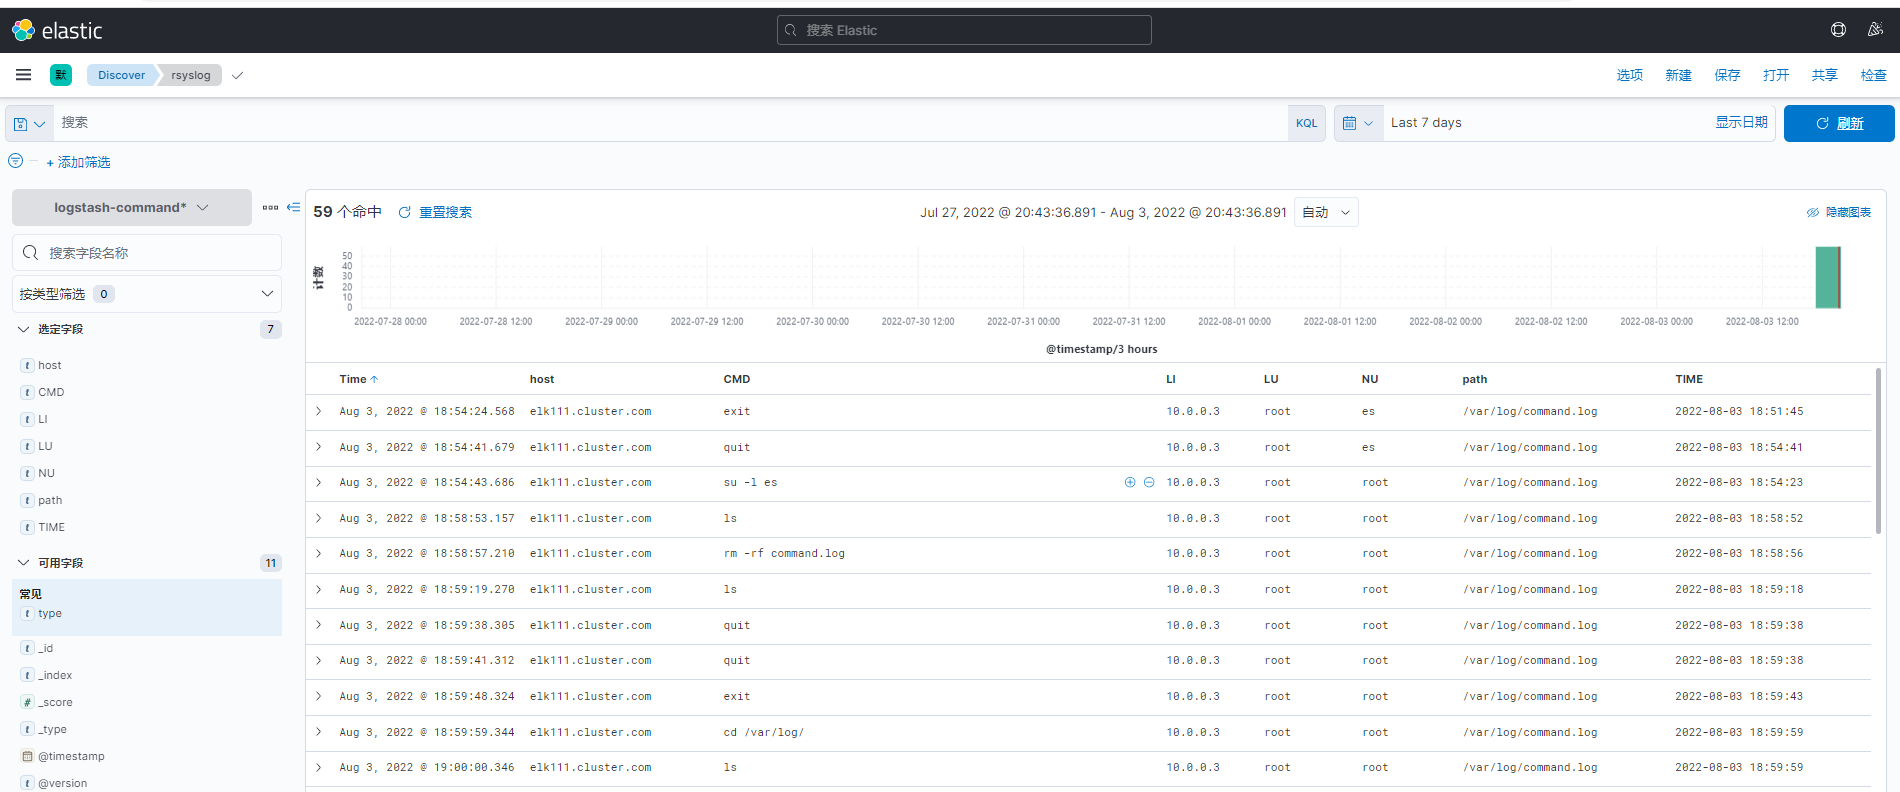 elastic
搜索 Elastic
默
Discover
rsyslog
选项 新建 保存 打开 共享 检查
搜索
KQL
Last 7 days
显示日期
刷新
+ 添加筛选
logstash-command*
搜索字段名称
按类型筛选 0
选定字段 7
t host
t CMD
t LI
t LU
t NU
t path
t TIME
可用字段 11
常见
t type
t _id
t _index
# _score
t _type
@timestamp
t @version
59 个命中
重置搜索
Jul 27, 2022 @ 20:43:36.891 - Aug 3, 2022 @ 20:43:36.891
自动
隐藏图表
计数
50
40
30
20
10
0
2022-07-28 00:00 2022-07-28 12:00 2022-07-29 00:00 2022-07-29 12:00 2022-07-30 00:00 2022-07-30 12:00 2022-07-31 00:00 2022-07-31 12:00 2022-08-01 00:00 2022-08-01 12:00 2022-08-02 00:00 2022-08-02 12:00 2022-08-03 00:00 2022-08-03 12:00
@timestamp/3 hours
Time host CMD LI LU NU path TIME
Aug 3, 2022 @ 18:54:24.568 elk111.cluster.com exit 10.0.0.3 root es /var/log/command.log 2022-08-03 18:51:45
Aug 3, 2022 @ 18:54:41.679 elk111.cluster.com quit 10.0.0.3 root es /var/log/command.log 2022-08-03 18:54:41
Aug 3, 2022 @ 18:54:43.686 elk111.cluster.com su -l es 10.0.0.3 root root /var/log/command.log 2022-08-03 18:54:23
Aug 3, 2022 @ 18:58:53.157 elk111.cluster.com ls 10.0.0.3 root root /var/log/command.log 2022-08-03 18:58:52
Aug 3, 2022 @ 18:58:57.210 elk111.cluster.com rm -rf command.log 10.0.0.3 root root /var/log/command.log 2022-08-03 18:58:56
Aug 3, 2022 @ 18:59:19.270 elk111.cluster.com ls 10.0.0.3 root root /var/log/command.log 2022-08-03 18:59:18
Aug 3, 2022 @ 18:59:38.305 elk111.cluster.com quit 10.0.0.3 root root /var/log/command.log 2022-08-03 18:59:38
Aug 3, 2022 @ 18:59:41.312 elk111.cluster.com quit 10.0.0.3 root root /var/log/command.log 2022-08-03 18:59:38
Aug 3, 2022 @ 18:59:48.324 elk111.cluster.com exit 10.0.0.3 root root /var/log/command.log 2022-08-03 18:59:43
Aug 3, 2022 @ 18:59:59.344 elk111.cluster.com cd /var/log/ 10.0.0.3 root root /var/log/command.log 2022-08-03 18:59:59
Aug 3, 2022 @ 19:00:00.346 elk111.cluster.com ls 10.0.0.3 root root /var/log/command.log 2022-08-03 18:59:59